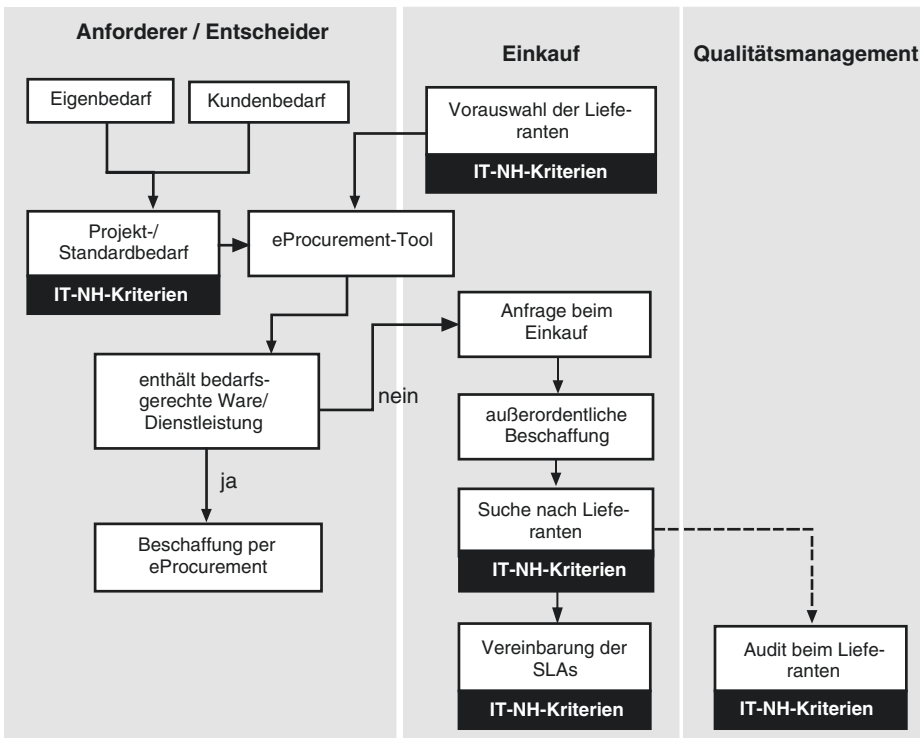 Anforderer / Entscheider
Eigenbedarf
Kundenbedarf
Projekt-/
Standardbedarf
IT-NH-Kriterien
eProcurement-Tool
enthält bedarfs-
gerechte Ware/
Dienstleistung
nein
ja
Beschaffung per
eProcurement
Einkauf
Vorauswahl der Liefe-
ranten
IT-NH-Kriterien
Anfrage beim
Einkauf
außerordentliche
Beschaffung
Suche nach Liefe-
ranten
IT-NH-Kriterien
Vereinbarung der
SLAs
IT-NH-Kriterien
Qualitätsmanagement
Audit beim Liefe-
ranten
IT-NH-Kriterien